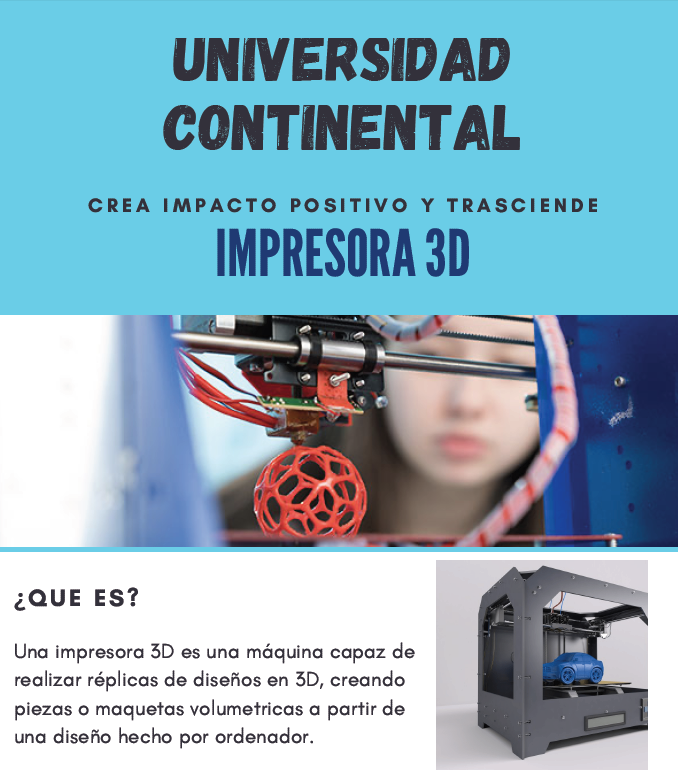 UNIVERSIDAD
CONTINENTAL
CREA IMPACTO POSITIVO Y TRASCIENDE
IMPRESORA 3D
¿QUE ES?
Una impresora 3D es una máquina capaz de
realizar réplicas de diseños en 3D, creando
piezas o maquetas volumetricas a partir de
una diseño hecho por ordenador.